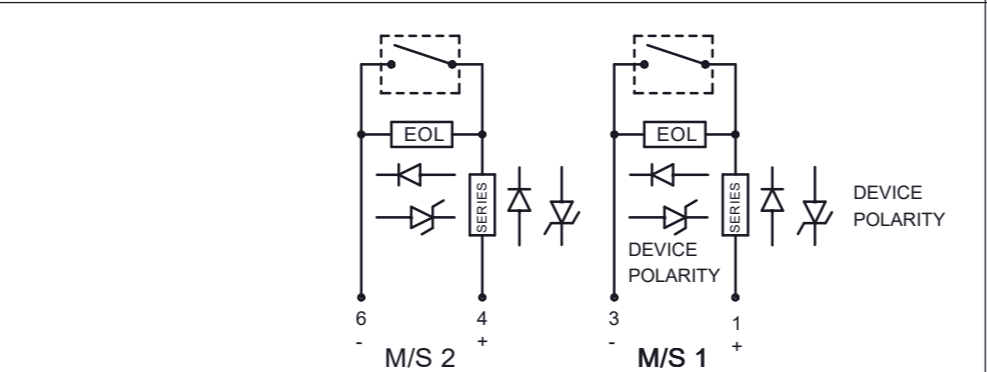 EOL
EOL
SERIES
SERIES
DEVICE
POLARITY
DEVICE
POLARITY
6
4
3
1
-
+
-
+
M/S 2
M/S 1